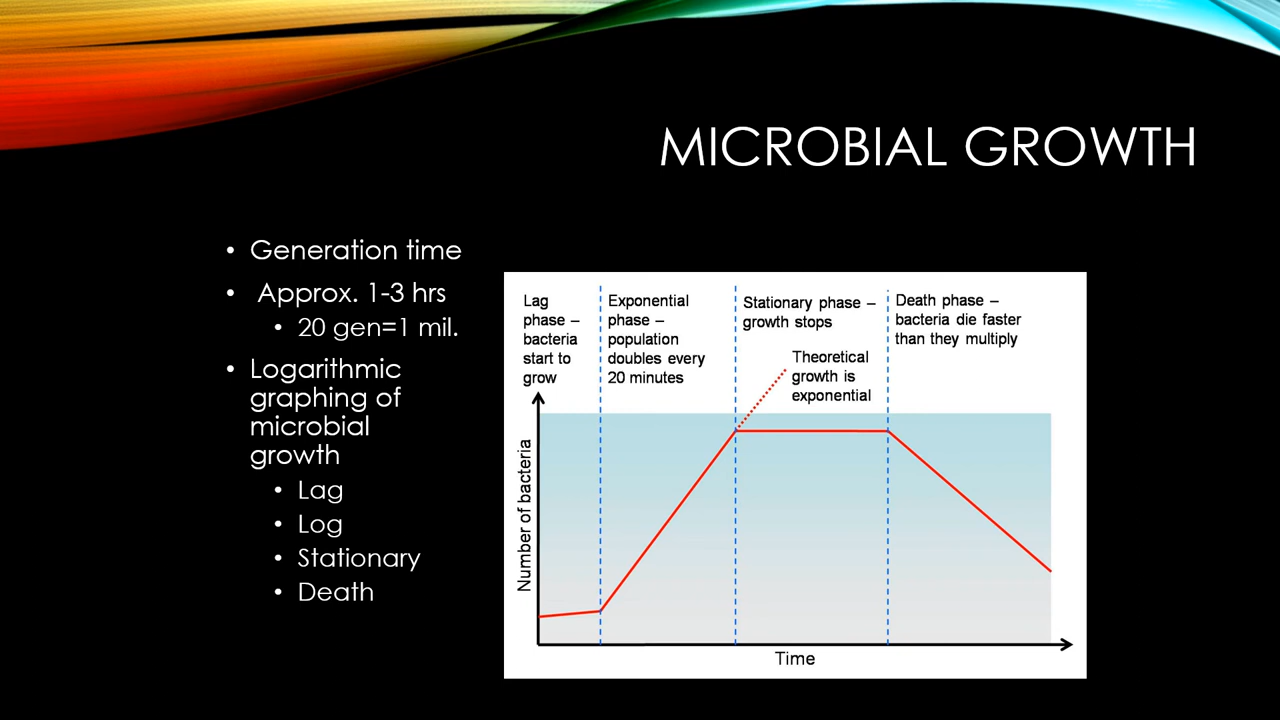 MICROBIAL GROWTH
• Generation time
• Approx. 1-3 hrs
• 20 gen=1 mil.
• Logarithmic
graphing of
microbial
growth
• Lag
• Log
• Stationary
• Death
Lag
phase –
bacteria
start to
grow
Exponential
phase –
population
doubles every
20 minutes
Stationary phase –
growth stops
Theoretical
growth is
exponential
Death phase –
bacteria die faster
than they multiply
Number of bacteria
Time